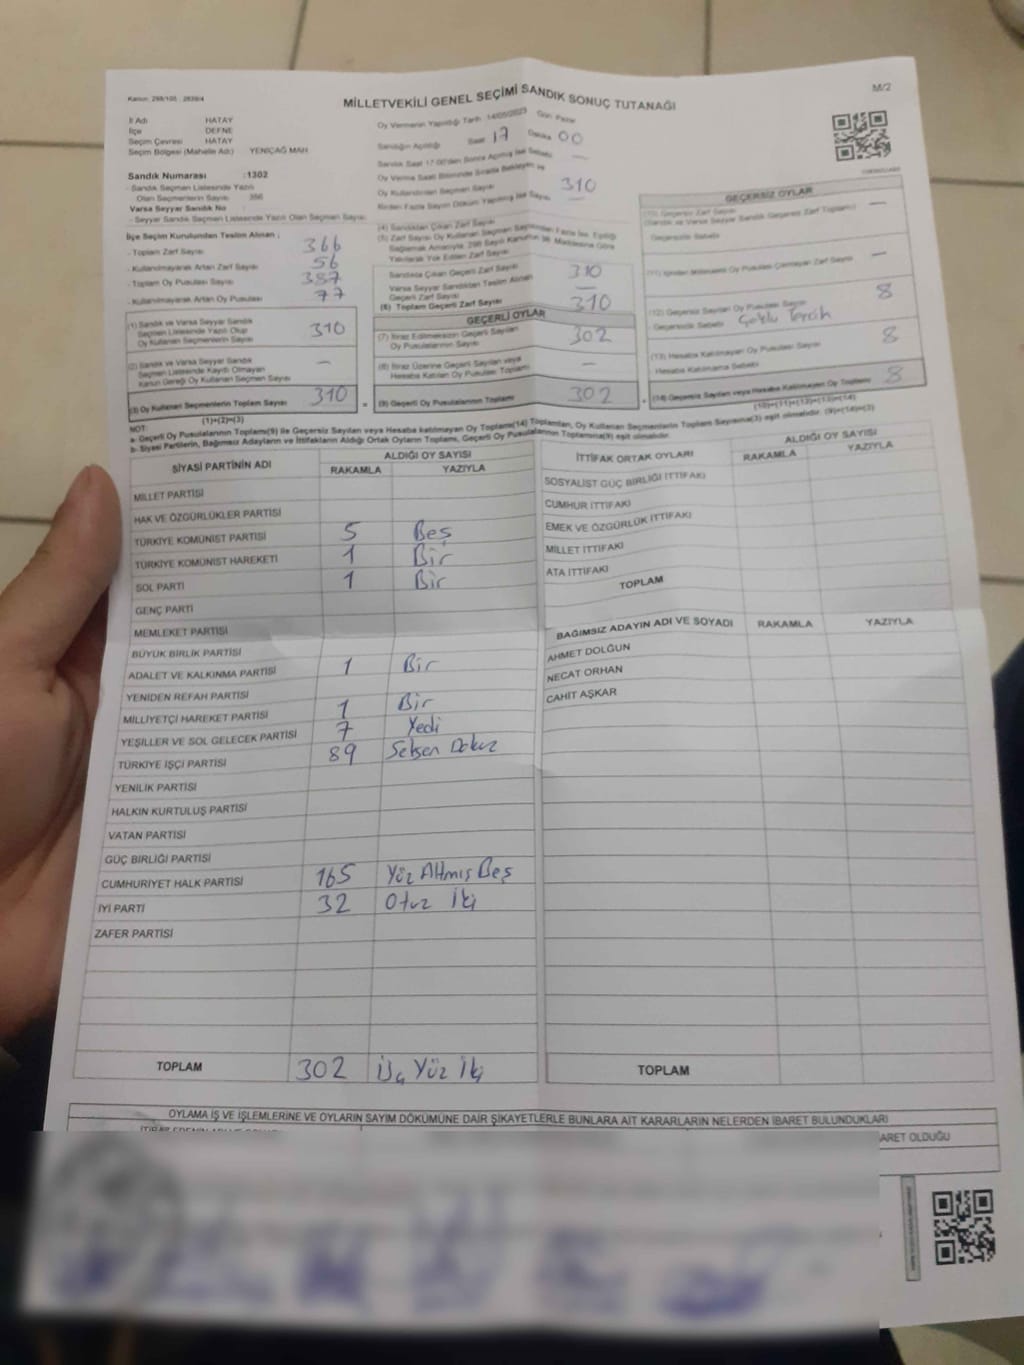 Kanun: 298/105 : 2839/4
M/2
MİLLETVEKİLİ GENEL SEÇİMİ SANDIK SONUÇ TUTANAĞI
İl Adı HATAY
İlçe DEFNE
Seçim Çevresi HATAY
Seçim Bölgesi (Mahalle Adı) YENİÇAĞ MAH.
Sandık Numarası :1302
- Sandık Seçmen Listesinde Yazılı
Olan Seçmenlerin Sayısı 356
Varsa Seyyar Sandık No :
- Seyyar Sandık Seçmen Listesinde Yazılı Olan Seçmen Sayısı
İlçe Seçim Kurulundan Teslim Alınan ;
- Toplam Zarf Sayısı 366
- Kullanılmayarak Artan Zarf Sayısı 56
- Toplam Oy Pusulası Sayısı 387
- Kullanılmayarak Artan Oy Pusulası 77
(1) Sandık ve Varsa Seyyar Sandık
Seçmen Listesinde Yazılı Olup
Oy Kullanan Seçmenlerin Sayısı 310
(2) Sandık ve Varsa Seyyar Sandık
Seçmen Listesinde Kaydı Olmayan
Kanun Gereği Oy Kullanan Seçmen Sayısı —
(3) Oy Kullanan Seçmenlerin Toplam Sayısı 310
(1)+(2)=(3)
Oy Vermenin Yapıldığı Tarih 14/05/2023 Gün Pazar
Sandığın Açıldığı Saat 17 Dakika 00
Sandık Saat 17.00'den Sonra Açılmış İse Sebebi —
Oy Verme Saati Bitiminde Sırada Bekleyen ve
Oy Kullandırılan Seçmen Sayısı 310
Birden Fazla Sayım Döküm Yapılmış İse Sayısı —
(4) Sandıktan Çıkan Zarf Sayısı
(5) Zarf Sayısı Oy Kullanan Seçmen Sayısından Fazla İse, Eşitliği
Sağlamak Amacıyla, 298 Sayılı Kanunun 98. Maddesine Göre
Yakılarak Yok Edilen Zarf Sayısı
Sandıkta Çıkan Geçerli Zarf Sayısı 310
Varsa Seyyar Sandıktan Teslim Alınan
Geçerli Zarf Sayısı —
(6) Toplam Geçerli Zarf Sayısı 310
GEÇERLİ OYLAR
(7) İtiraz Edilmeksizin Geçerli Sayılan
Oy Pusulalarının Sayısı 302
(8) İtiraz Üzerine Geçerli Sayılan veya
Hesaba Katılan Oy Pusulası Toplamı —
(9) Geçerli Oy Pusulalarının Toplamı 302
GEÇERSİZ OYLAR
(10) Geçersiz Zarf Sayısı
(Sandık ve Varsa Seyyar Sandık Geçersiz Zarf Toplamı) —
Geçersizlik Sebebi
(11) İçinden Milletvekili Oy Pusulası Çıkmayan Zarf Sayısı —
(12) Geçersiz Sayılan Oy Pusulası Sayısı 8
Geçersizlik Sebebi Çoklu Tercih
(13) Hesaba Katılmayan Oy Pusulası Sayısı 8
Hesaba Katılmama Sebebi
(14) Geçersiz Sayılan veya Hesaba Katılmayan Oy Toplamı 8
(10)+(11)+(12)+(13)=(14)
NOT:
a- Geçerli Oy Pusulalarının Toplamı(9) ile Geçersiz Sayılan veya Hesaba katılmayan Oy Toplamı(14) Toplamları, Oy Kullanan Seçmenlerin Toplam Sayısına(3) eşit olmalıdır. (9)+(14)=(3)
b- Siyasi Partilerin, Bağımsız Adayların ve İttifakların Aldığı Ortak Oyların Toplamı, Geçerli Oy Pusulalarının Toplamına(9) eşit olmalıdır.
SİYASİ PARTİNİN ADI ALDIĞI OY SAYISI
RAKAMLA YAZIYLA
MİLLET PARTİSİ
HAK VE ÖZGÜRLÜKLER PARTİSİ
TÜRKİYE KOMÜNİST PARTİSİ 5 Beş
TÜRKİYE KOMÜNİST HAREKETİ 1 Bir
SOL PARTİ 1 Bir
GENÇ PARTİ
MEMLEKET PARTİSİ
BÜYÜK BİRLİK PARTİSİ
ADALET VE KALKINMA PARTİSİ 1 Bir
YENİDEN REFAH PARTİSİ
MİLLİYETÇİ HAREKET PARTİSİ 1 Bir
YEŞİLLER VE SOL GELECEK PARTİSİ 7 Yedi
TÜRKİYE İŞÇİ PARTİSİ 89 Seksen Dokuz
YENİLİK PARTİSİ
HALKIN KURTULUŞ PARTİSİ
VATAN PARTİSİ
GÜÇ BİRLİĞİ PARTİSİ
CUMHURİYET HALK PARTİSİ 165 Yüz Altmış Beş
İYİ PARTİ 32 Otuz İki
ZAFER PARTİSİ
TOPLAM 302 Üç Yüz İki
İTTİFAK ORTAK OYLARI ALDIĞI OY SAYISI
RAKAMLA YAZIYLA
SOSYALİST GÜÇ BİRLİĞİ İTTİFAKI
CUMHUR İTTİFAKI
EMEK VE ÖZGÜRLÜK İTTİFAKI
MİLLET İTTİFAKI
ATA İTTİFAKI
TOPLAM
BAĞIMSIZ ADAYIN ADI VE SOYADI RAKAMLA YAZIYLA
AHMET DOLĞUN
NECAT ORHAN
CAHİT AŞKAR
TOPLAM
OYLAMA İŞ VE İŞLEMLERİNE VE OYLARIN SAYIM DÖKÜMÜNE DAİR ŞİKAYETLERLE BUNLARA AİT KARARLARIN NELERDEN İBARET BULUNDUKLARI
ARET OLDUĞU